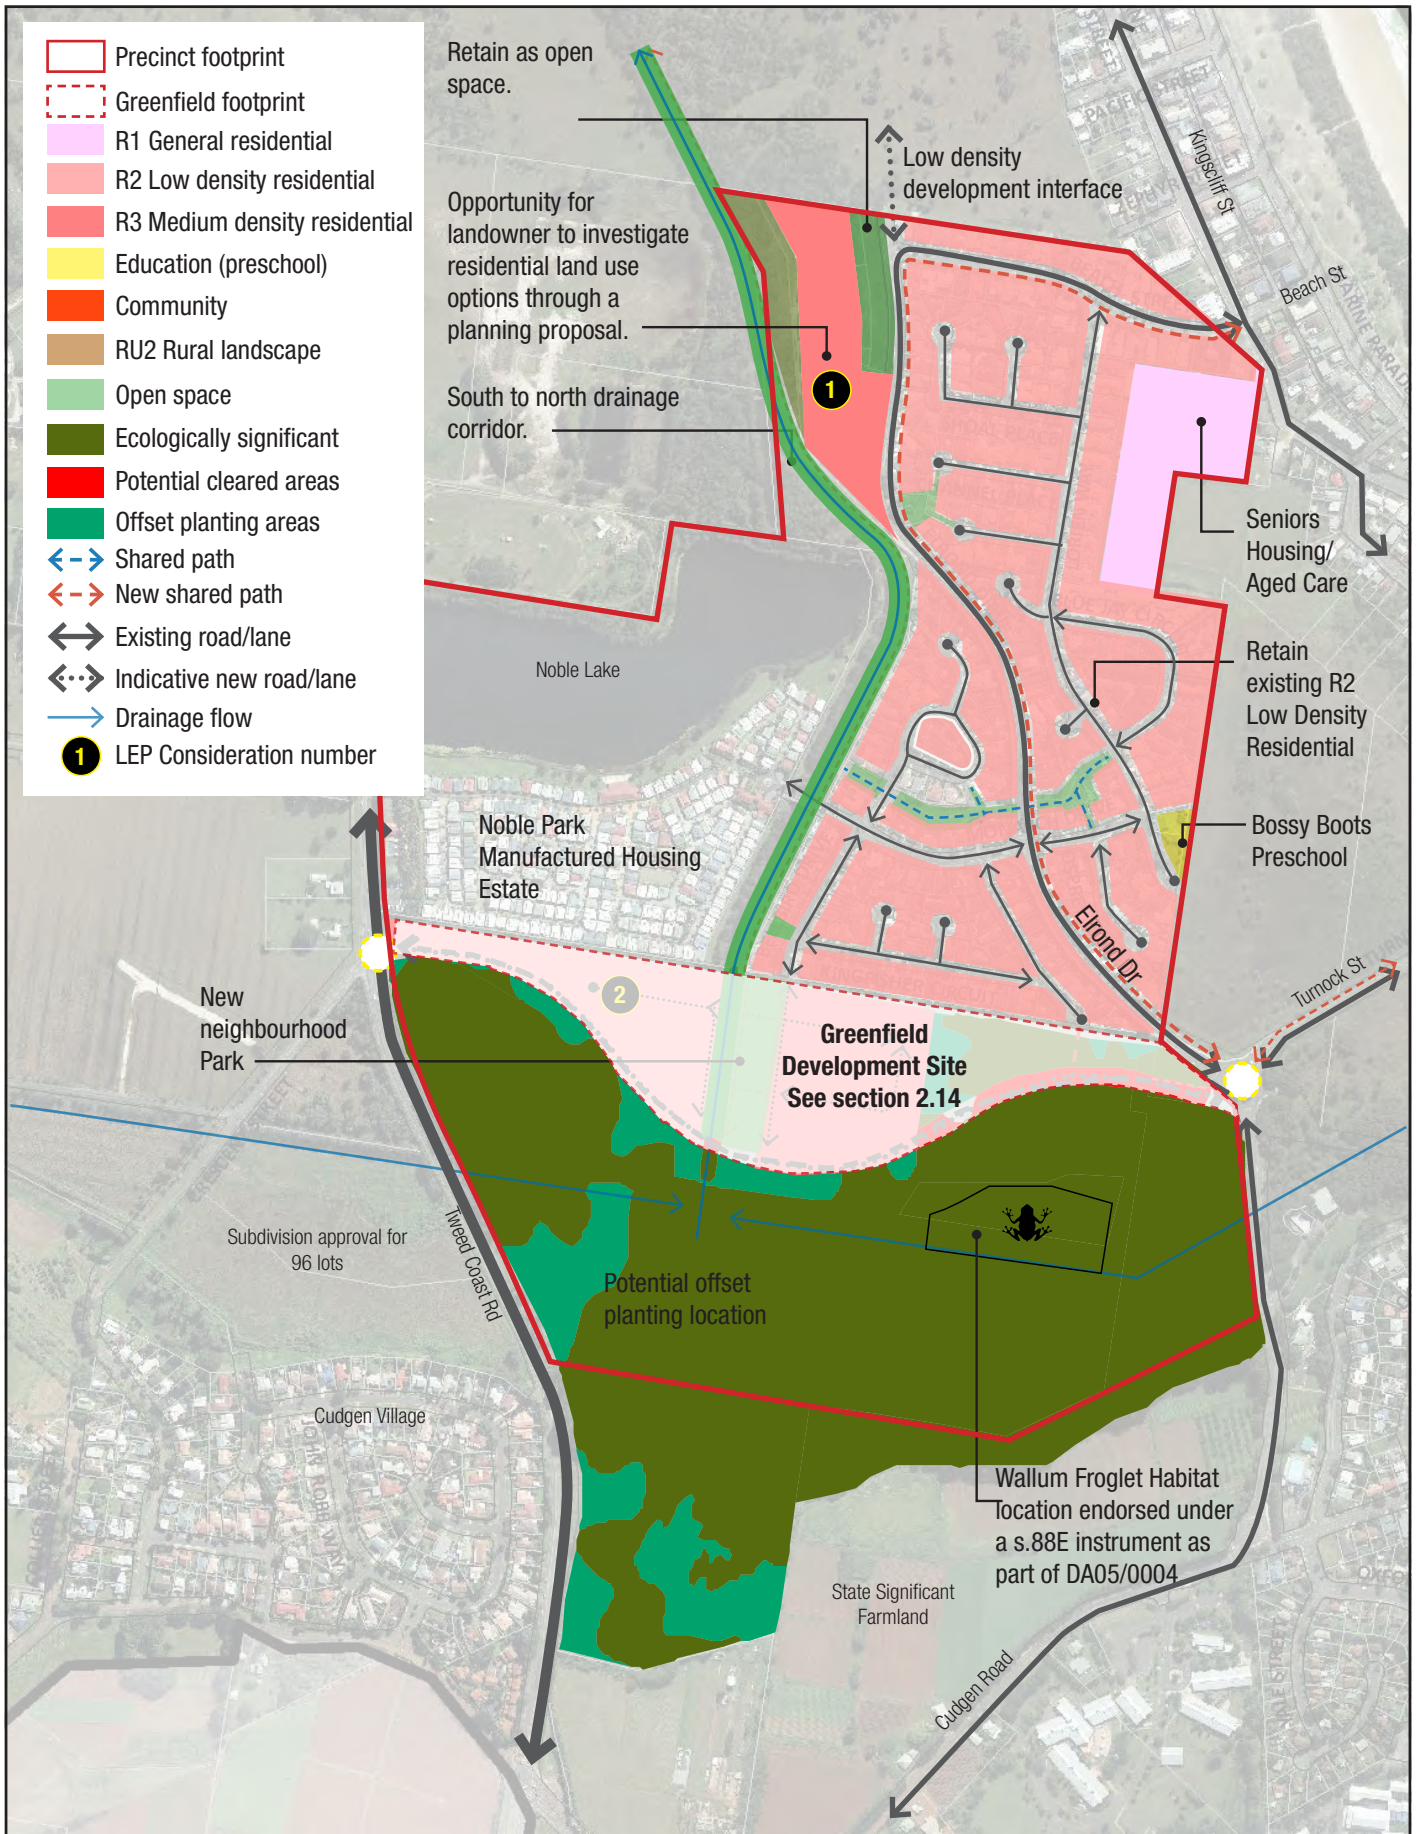 Precinct footprint
Greenfield footprint
R1 General residential
R2 Low density residential
R3 Medium density residential
Education (preschool)
Community
RU2 Rural landscape
Open space
Ecologically significant
Potential cleared areas
Offset planting areas
Shared path
New shared path
Existing road/lane
Indicative new road/lane
Drainage flow
1 LEP Consideration number
Retain as open
space.
Low density
development interface
Opportunity for
landowner to investigate
residential land use
options through a
planning proposal.
1
South to north drainage
corridor.
PACIFIC STREET
Kingscliff St
Beach St
MARINE PARADE
Seniors
Housing/
Aged Care
Noble Lake
Retain
existing R2
Low Density
Residential
Noble Park
Manufactured Housing
Estate
Bossy Boots
Preschool
Elrond Dr
Turnock St
New
neighbourhood
Park
2
Greenfield
Development Site
See section 2.14
Subdivision approval for
96 lots
Tweed Coast Rd
Potential offset
planting location
Cudgen Village
Wallum Froglet Habitat
location endorsed under
a s.88E instrument as
part of DA05/0004
State Significant
Farmland
Cudgen Road